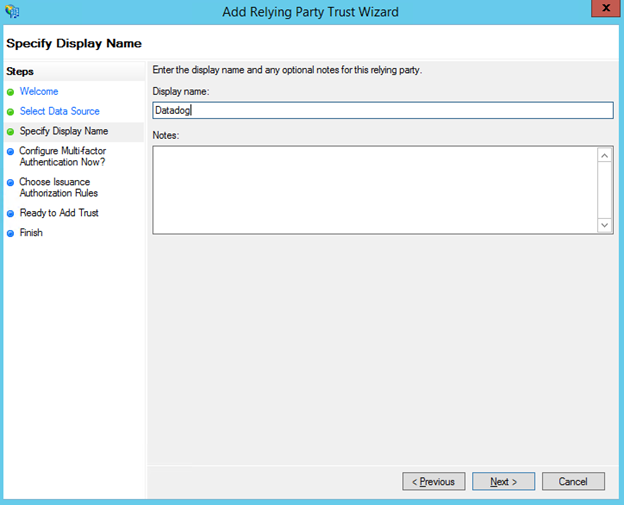 Add Relying Party Trust Wizard
x
Specify Display Name
Steps
Welcome
Select Data Source
Specify Display Name
Configure Multi-factor
Authentication Now?
Choose Issuance
Authorization Rules
Ready to Add Trust
Finish
Enter the display name and any optional notes for this relying party.
Display name:
Datadog
Notes:
< Previous
Next >
Cancel